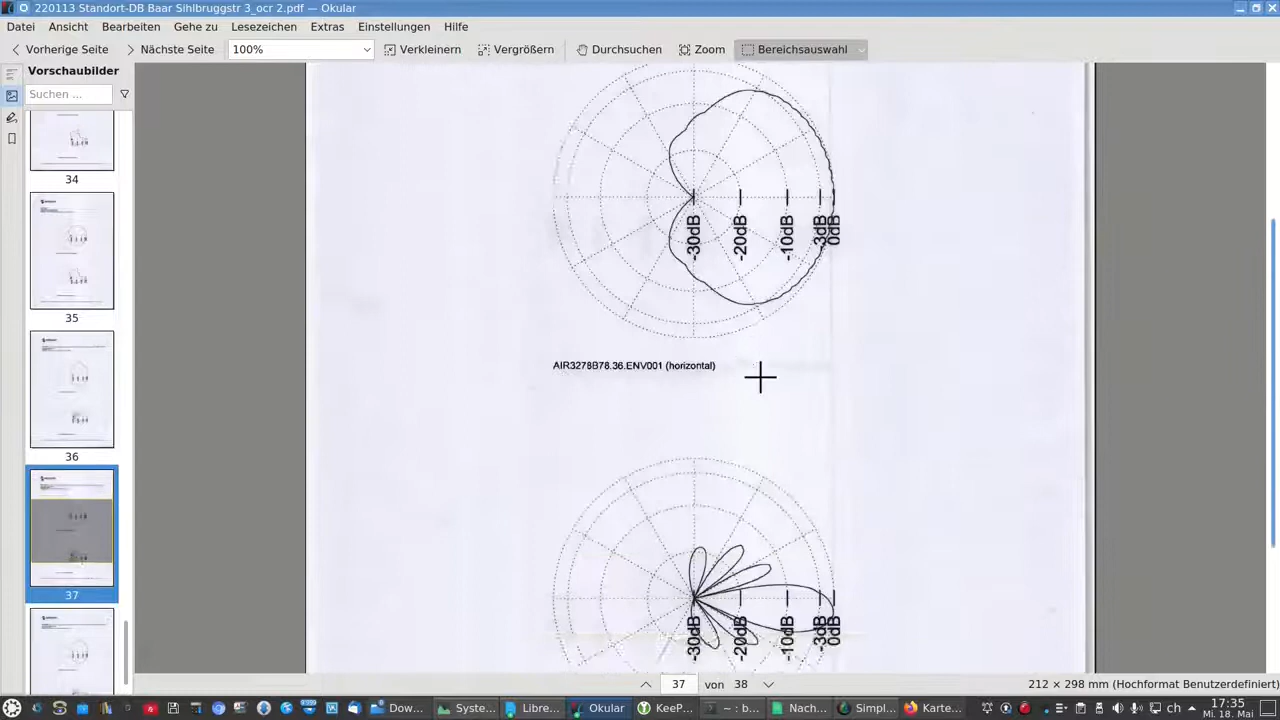 220113 Standort-DB Baar Sihlbruggstr 3_ocr 2.pdf — Okular
Datei Ansicht Bearbeiten Gehe zu Lesezeichen Extras Einstellungen Hilfe
Vorherige Seite Nächste Seite 100% Verkleinern Vergrößern Durchsuchen Zoom Bereichsauswahl
Vorschaubilder
Suchen ...
34
35
36
37
-30dB
-20dB
-10dB
-3dB
0dB
AIR3278B78.36.ENV001 (horizontal)
-30dB
-20dB
-10dB
-3dB
0dB
37 von 38
212 × 298 mm (Hochformat Benutzerdefiniert)
Dow... Syste... Libre... Okular KeeP... ~ : b... Nach... Simpl... Karte... ch 17:35
Mi. 18. Mai